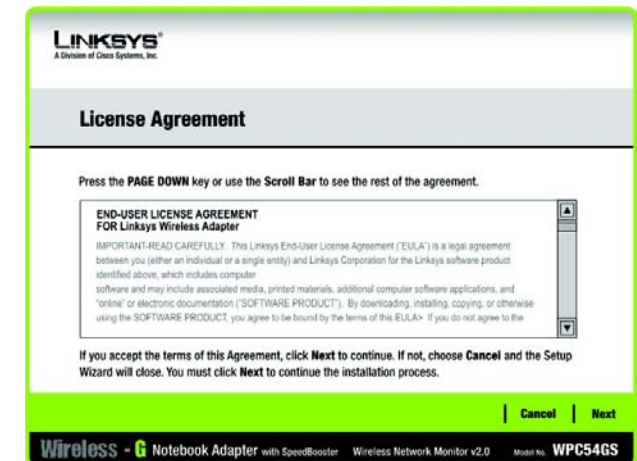 LINKSYS®
A Division of Cisco Systems, Inc.
License Agreement
Press the PAGE DOWN key or use the Scroll Bar to see the rest of the agreement.
END-USER LICENSE AGREEMENT
FOR Linksys Wireless Adapter
IMPORTANT-READ CAREFULLY. This Linksys End-User License Agreement ("EULA") is a legal agreement
between you (either an individual or a single entity) and Linksys Corporation for the Linksys software product
identified above, which includes computer
software and may include associated media, printed materials, additional computer software applications, and
"online" or electronic documentation ("SOFTWARE PRODUCT"). By downloading, installing, copying, or otherwise
using the SOFTWARE PRODUCT, you agree to be bound by the terms of this EULA> If you do not agree to the
If you accept the terms of this Agreement, click Next to continue. If not, choose Cancel and the Setup
Wizard will close. You must click Next to continue the installation process.
Cancel Next
Wireless - G Notebook Adapter with SpeedBooster Wireless Network Monitor v2.0 Model No. WPC54GS